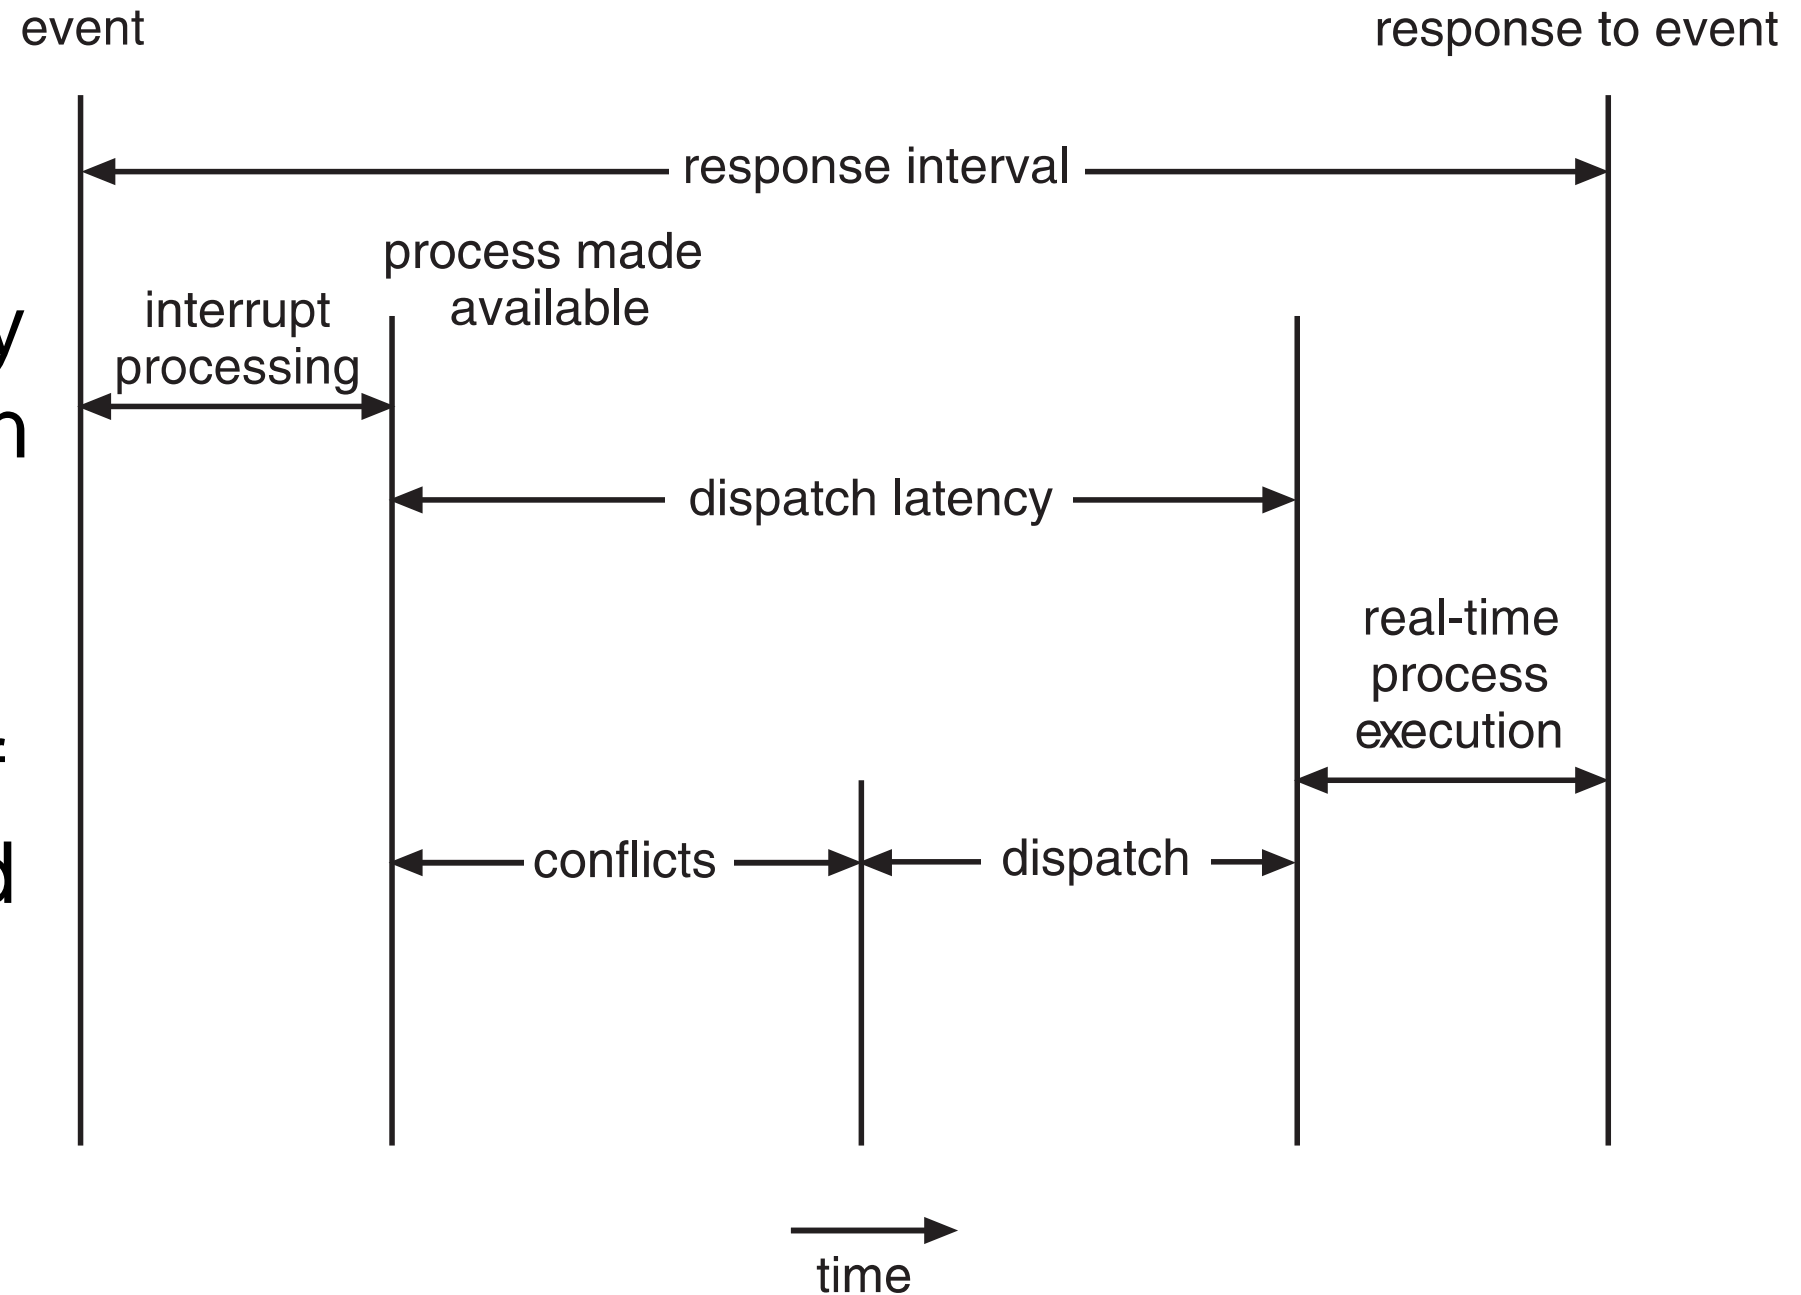 event
response to event
response interval
process made
available
interrupt
processing
y
n
dispatch latency
real-time
process
execution
f
d
conflicts
dispatch
time